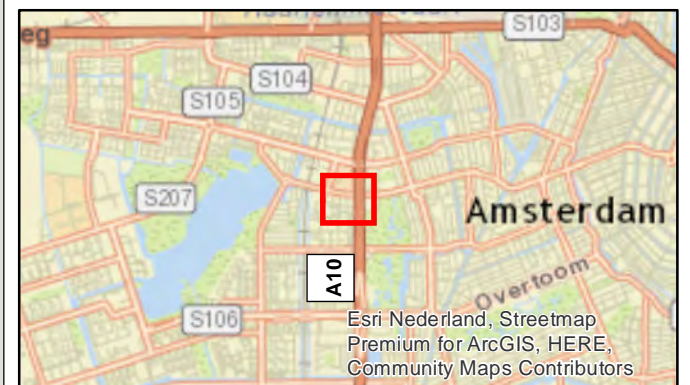 S103
eg
S104
S105
S207
Amsterdam
A10
Overtoom
S106
Esri Nederland, Streetmap
Premium for ArcGIS, HERE,
Community Maps Contributors